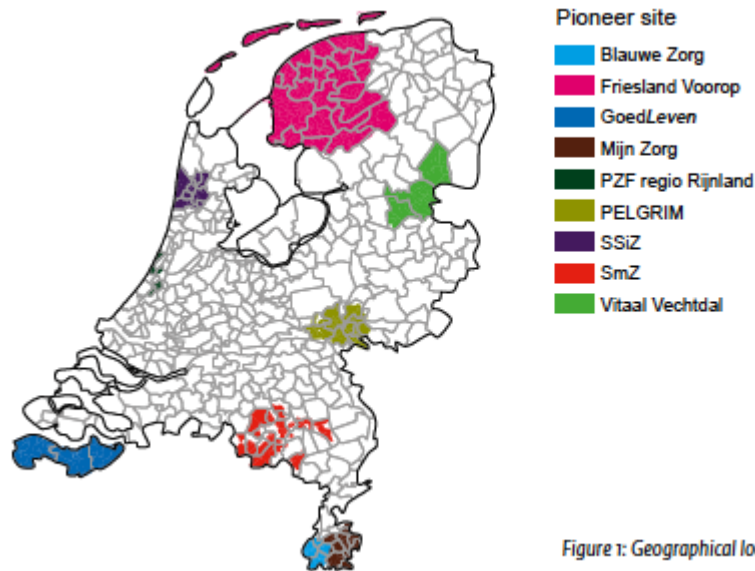 Pioneer site
Blauwe Zorg
Friesland Voorop
GoedLeven
Mijn Zorg
PZF regio Rijnland
PELGRIM
SSiZ
SmZ
Vitaal Vechtdal
Figure 1: Geographical lo